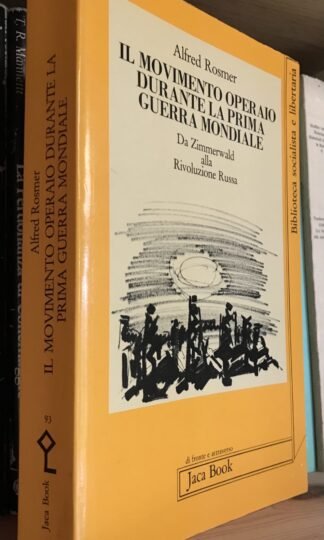 Alfred Rosmer
IL MOVIMENTO OPERAIO
DURANTE LA PRIMA
GUERRA MONDIALE
Da Zimmerwald
alla
Rivoluzione Russa
Biblioteca socialista e libertaria
di fronte e attraverso
Jaca Book
Alfred Rosmer
IL MOVIMENTO OPERAIO DURANTE LA
PRIMA GUERRA MONDIALE
93
Jaca Book